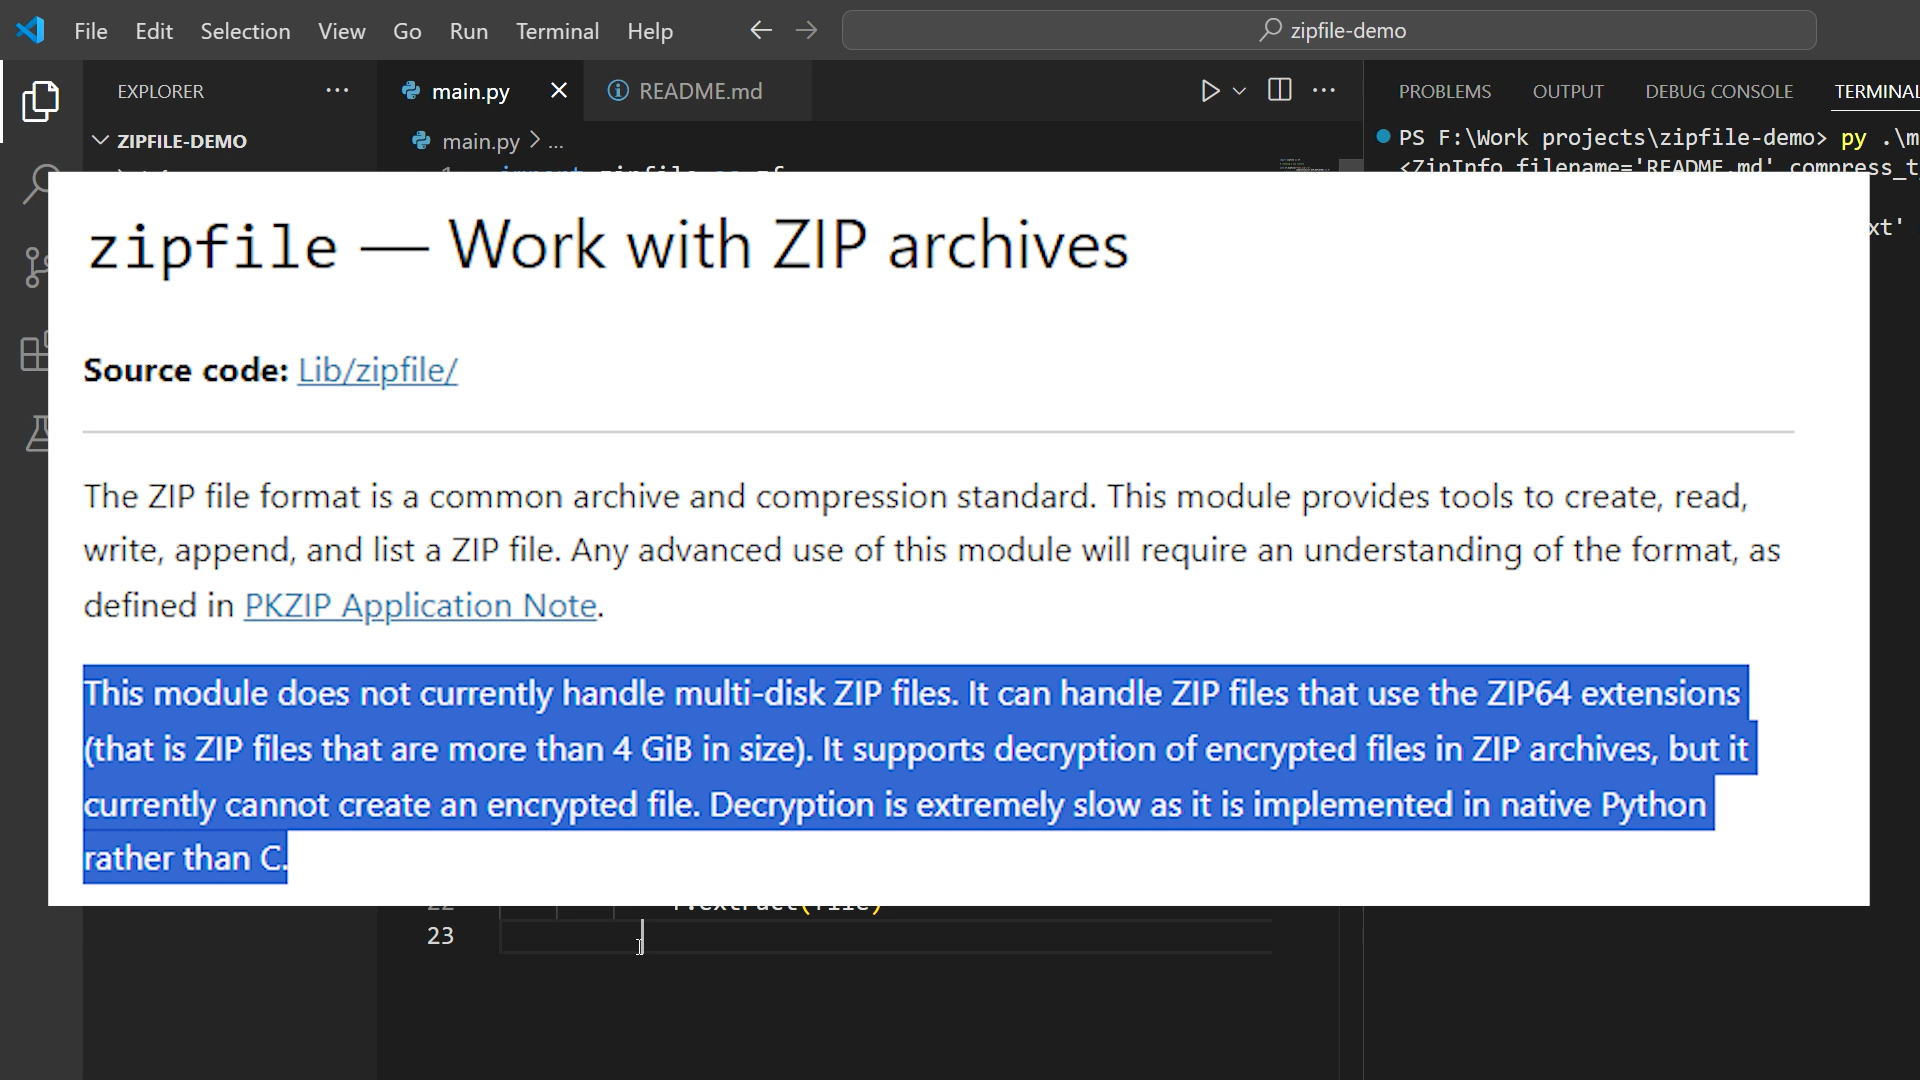 File Edit Selection View Go Run Terminal Help
zipfile-demo
EXPLORER
main.py
README.md
PROBLEMS OUTPUT DEBUG CONSOLE TERMINAL
ZIPFILE-DEMO
main.py > ...
PS F:\Work projects\zipfile-demo> py .\m
<ZipInfo filename='README.md' compress_t
xt'
zipfile — Work with ZIP archives
Source code: Lib/zipfile/
The ZIP file format is a common archive and compression standard. This module provides tools to create, read,
write, append, and list a ZIP file. Any advanced use of this module will require an understanding of the format, as
defined in PKZIP Application Note.
This module does not currently handle multi-disk ZIP files. It can handle ZIP files that use the ZIP64 extensions
(that is ZIP files that are more than 4 GiB in size). It supports decryption of encrypted files in ZIP archives, but it
currently cannot create an encrypted file. Decryption is extremely slow as it is implemented in native Python
rather than C.
23